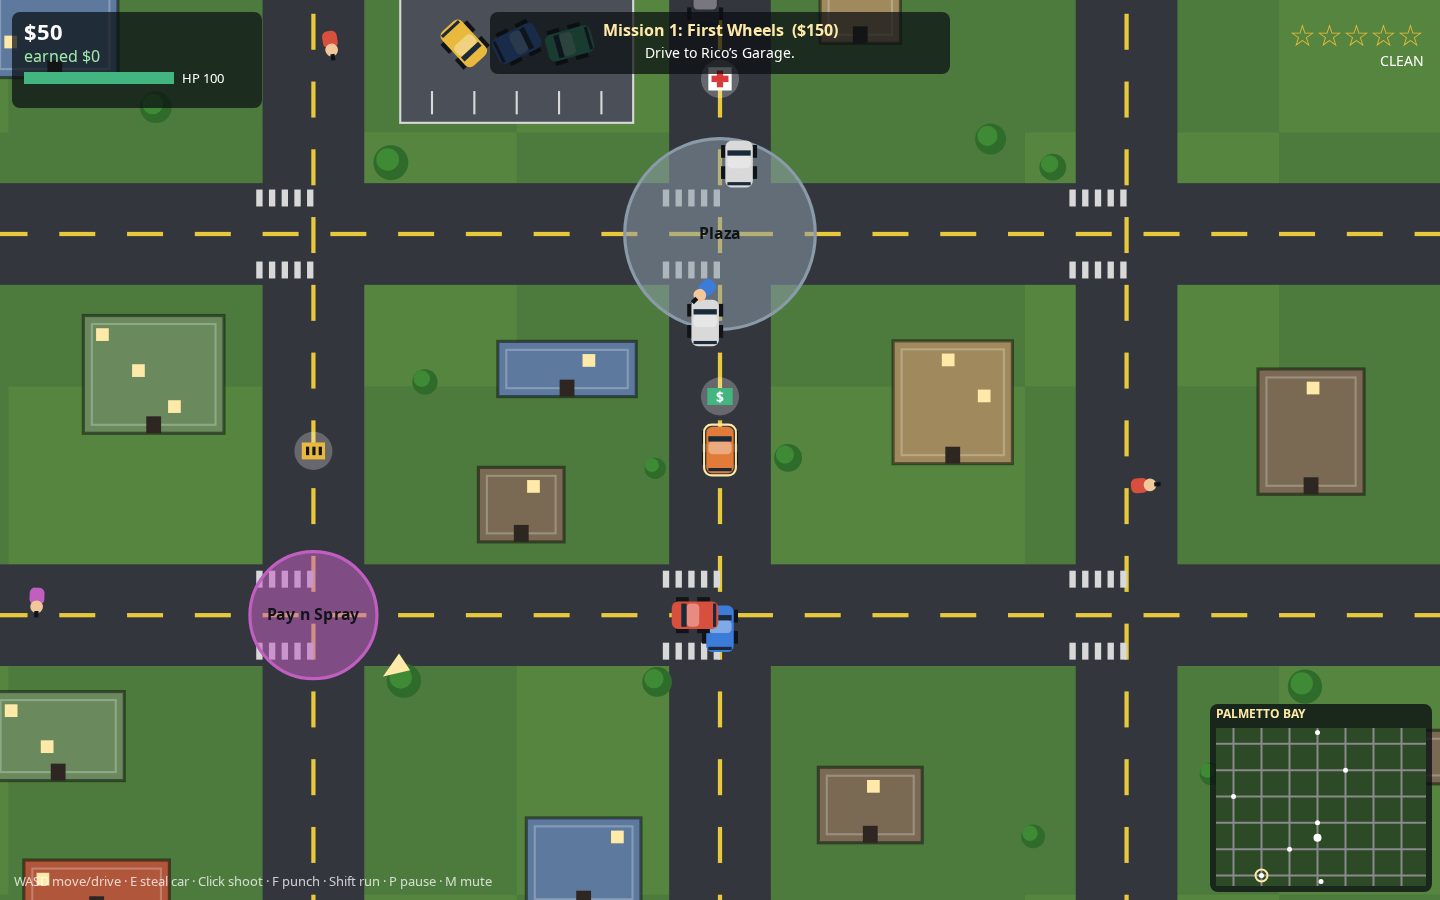 $50
earned $0
HP 100
Mission 1: First Wheels ($150)
Drive to Rico's Garage.
☆☆☆☆☆
CLEAN
Plaza
$
Pay n Spray
PALMETTO BAY
WASD move/drive · E steal car · Click shoot · F punch · Shift run · P pause · M mute